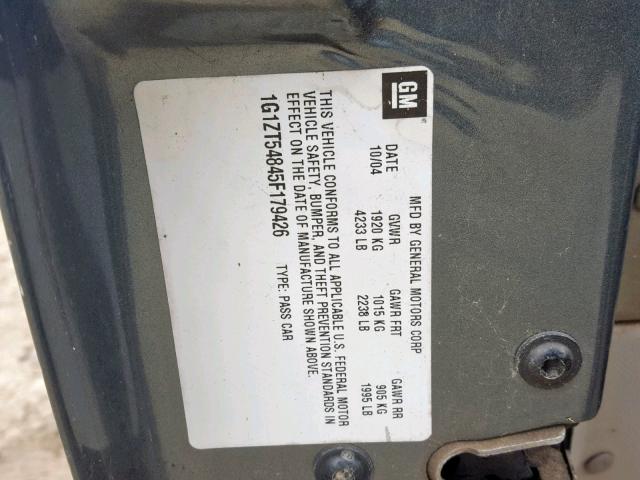 GM
MFD BY GENERAL MOTORS CORP
DATE GVWR GAWR FRT GAWR RR
10/04 1920 KG 1015 KG 905 KG
4233 LB 2238 LB 1995 LB
THIS VEHICLE CONFORMS TO ALL APPLICABLE U.S. FEDERAL MOTOR
VEHICLE SAFETY, BUMPER, AND THEFT PREVENTION STANDARDS IN
EFFECT ON THE DATE OF MANUFACTURE SHOWN ABOVE.
1G1ZT54845F179426 TYPE: PASS CAR